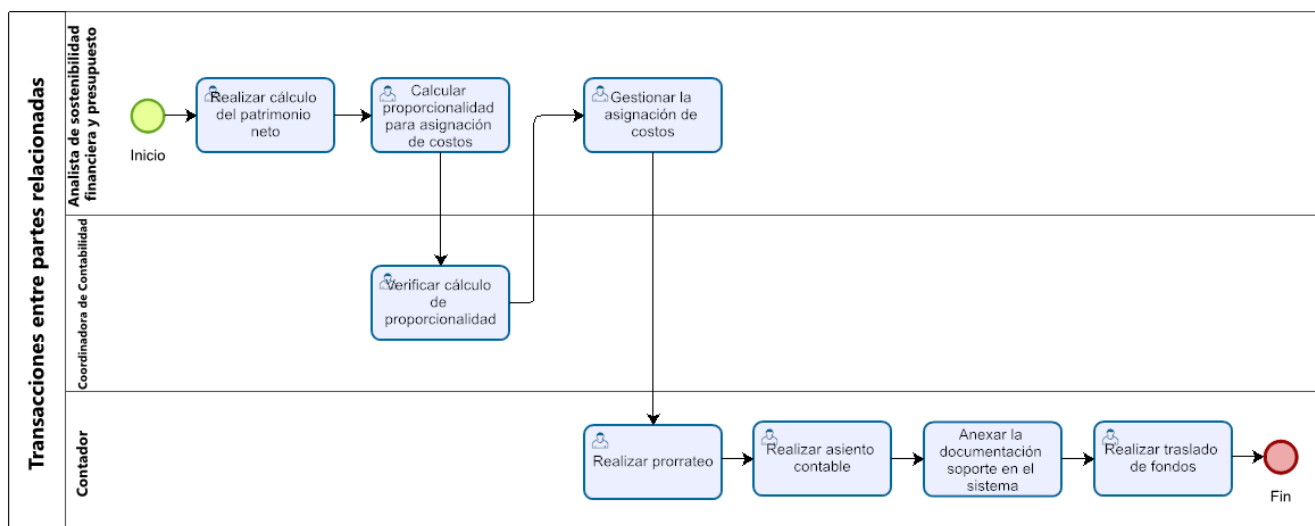 Transacciones entre partes relacionadas
Analista de sostenibilidad
financiera y presupuesto
Inicio
Realizar cálculo
del patrimonio
neto
Calcular
proporcionalidad
para asignación
de costos
Gestionar la
asignación de
costos
Coordinadora de Contabilidad
Verificar cálculo
de
proporcionalidad
Contador
Realizar prorrateo
Realizar asiento
contable
Anexar la
documentación
soporte en el
sistema
Realizar traslado
de fondos
Fin